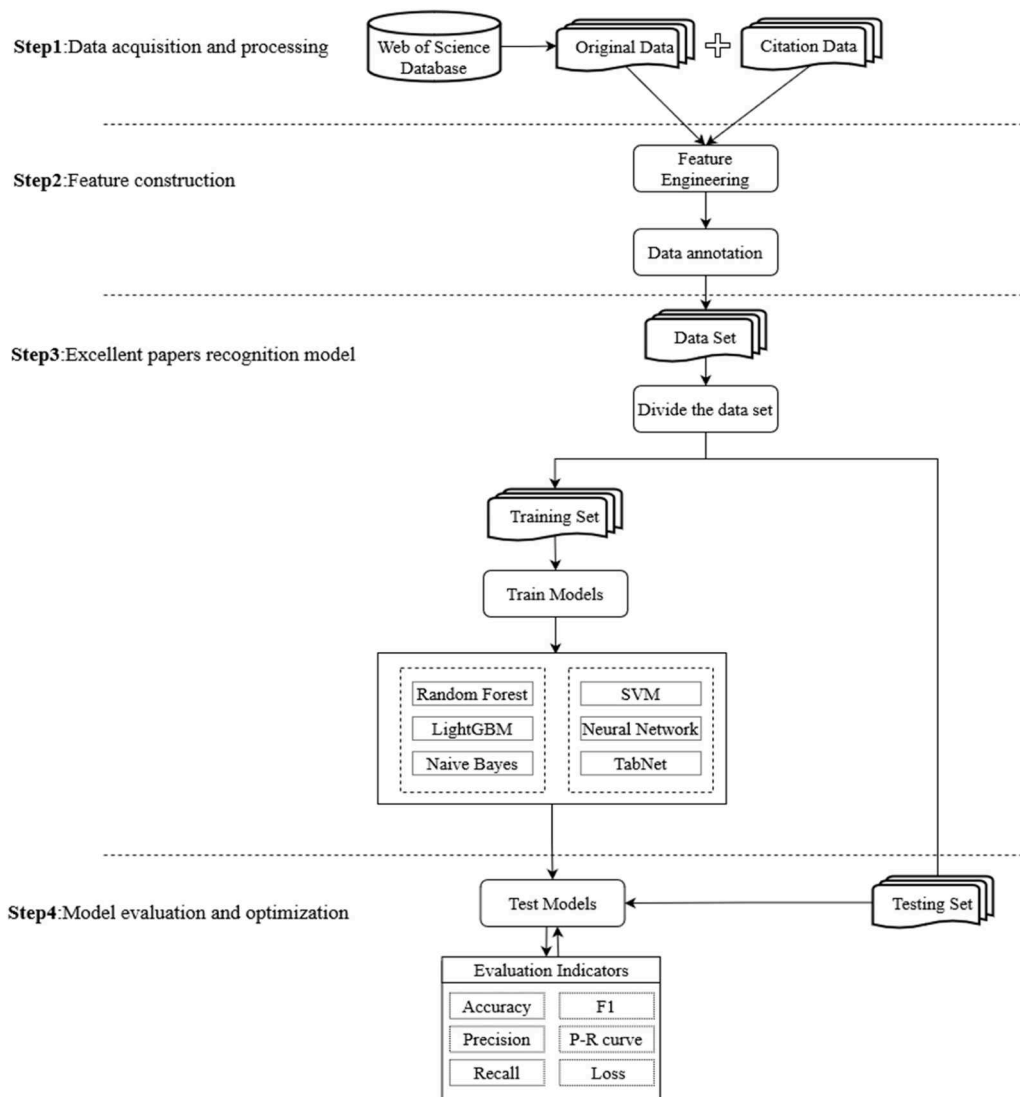 Step1:Data acquisition and processing
Web of Science
Database
Original Data
Citation Data
Step2:Feature construction
Feature
Engineering
Data annotation
Step3:Excellent papers recognition model
Data Set
Divide the data set
Training Set
Train Models
Random Forest
LightGBM
Naive Bayes
SVM
Neural Network
TabNet
Step4:Model evaluation and optimization
Test Models
Testing Set
Evaluation Indicators
Accuracy
F1
Precision
P-R curve
Recall
Loss